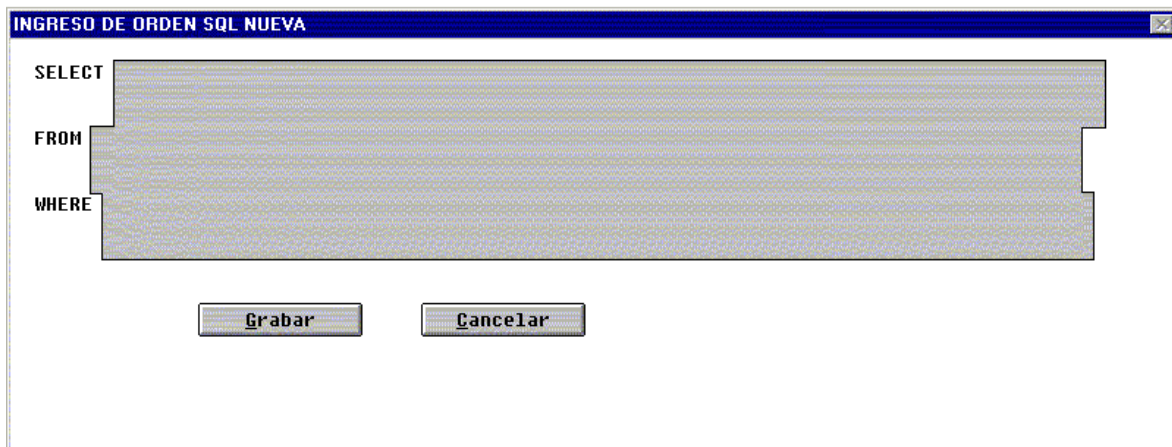 INGRESO DE ORDEN SQL NUEVA
SELECT
FROM
WHERE
Grabar Cancelar